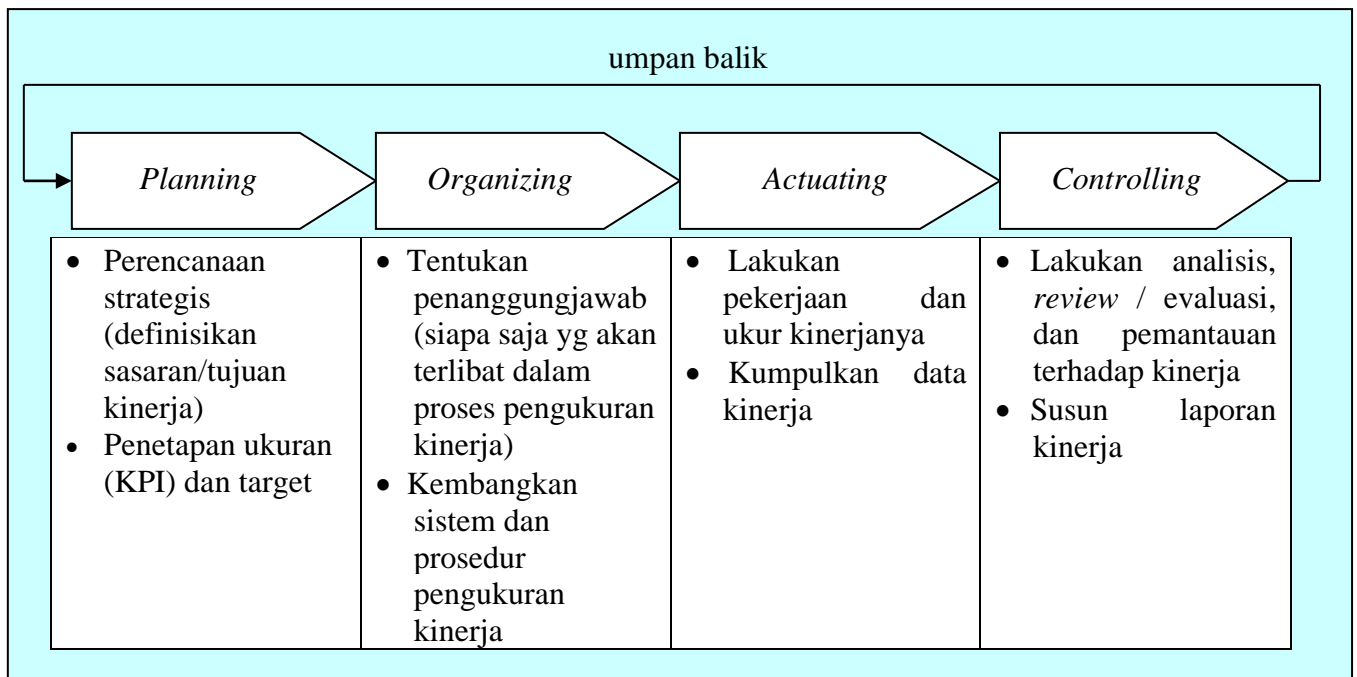 umpan balik
Planning
Organizing
Actuating
Controlling
• Perencanaan
strategis
(definisikan
sasaran/tujuan
kinerja)
• Penetapan ukuran
(KPI) dan target
• Tentukan
penanggungjawab
(siapa saja yg akan
terlibat dalam
proses pengukuran
kinerja)
• Kembangkan
sistem dan
prosedur
pengukuran
kinerja
• Lakukan
pekerjaan dan
ukur kinerjanya
• Kumpulkan data
kinerja
• Lakukan analisis,
review / evaluasi,
dan pemantauan
terhadap kinerja
• Susun laporan
kinerja